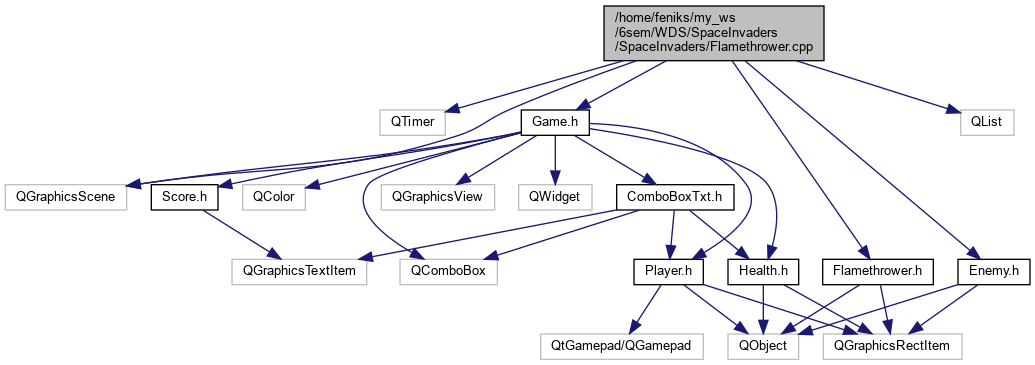 /home/feniks/my_ws
/6sem/WDS/SpaceInvaders
/SpaceInvaders/Flamethrower.cpp
QTimer
Game.h
QList
QGraphicsScene
Score.h
QColor
QGraphicsView
QWidget
ComboBoxTxt.h
QGraphicsTextItem
QComboBox
Player.h
Health.h
Flamethrower.h
Enemy.h
QtGamepad/QGamepad
QObject
QGraphicsRectItem